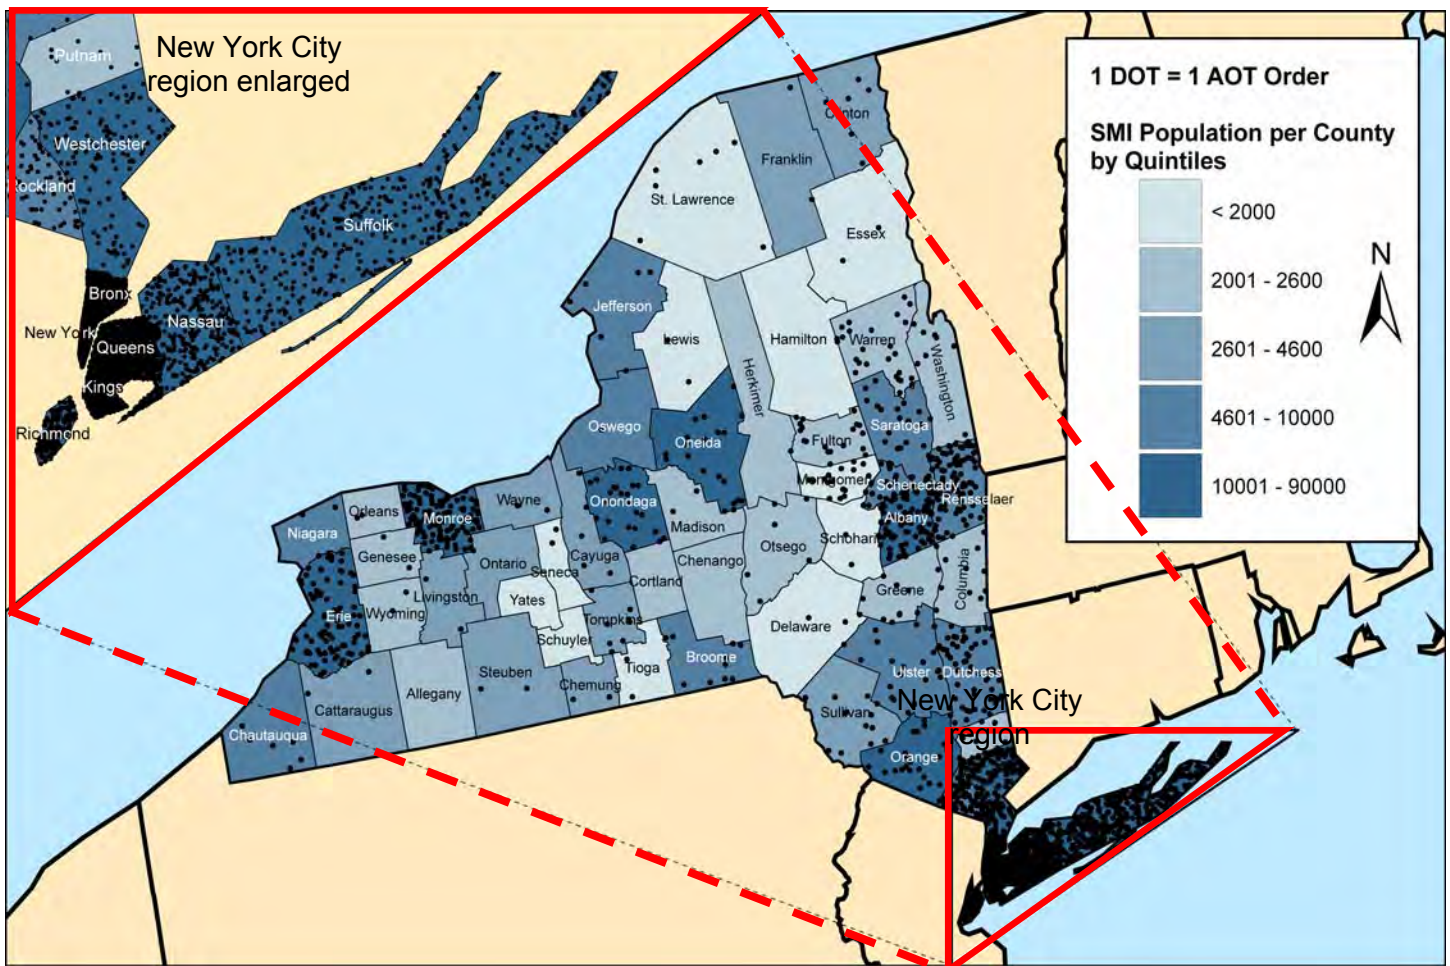 New York City
region enlarged
Putnam
Westchester
Rockland
Suffolk
Bronx
Nassau
New York
Queens
Kings
Richmond
1 DOT = 1 AOT Order
SMI Population per County
by Quintiles
< 2000
2001 - 2600
2601 - 4600
4601 - 10000
10001 - 90000
N
Clinton
Franklin
St. Lawrence
Essex
Jefferson
Lewis
Hamilton
Warren
Washington
Herkimer
Oswego
Oneida
Fulton
Saratoga
Montgomer
Schenectady
Rensselaer
Albany
Orleans
Monroe
Wayne
Onondaga
Madison
Niagara
Genesee
Ontario
Seneca
Cayuga
Cortland
Chenango
Otsego
Schohari
Erie
Wyoming
Livingston
Yates
Tompkins
Schuyler
Delaware
Greene
Columbia
Steuben
Chemung
Tioga
Broome
Ulster
Dutchess
Allegany
Cattaraugus
Chautauqua
Sullivan
Orange
New York City
region